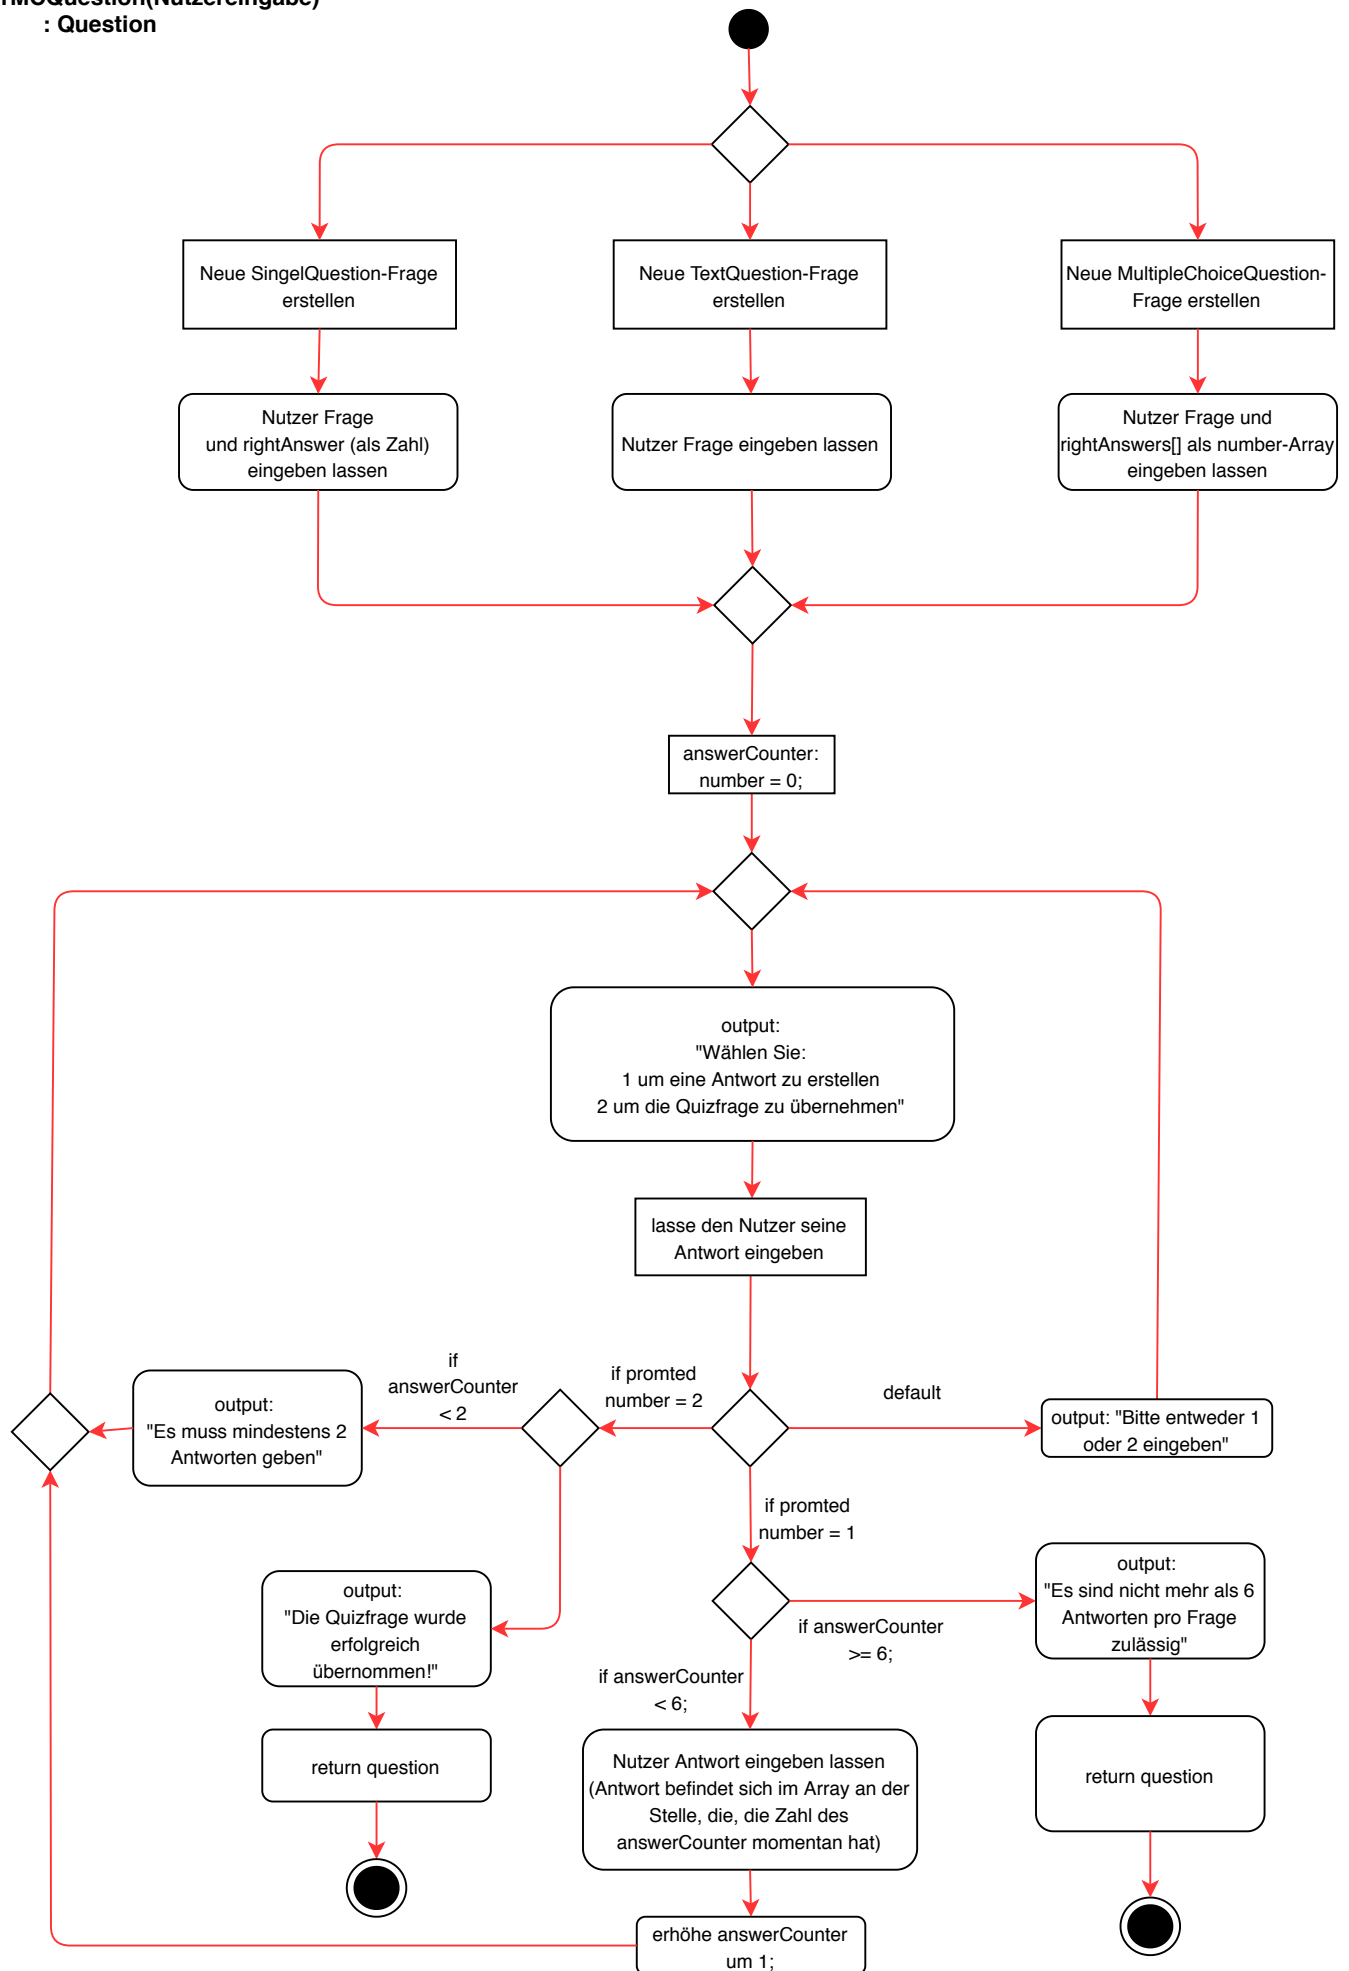 : Question
Neue SingelQuestion-Frage
erstellen
Neue TextQuestion-Frage
erstellen
Neue MultipleChoiceQuestion-
Frage erstellen
Nutzer Frage
und rightAnswer (als Zahl)
eingeben lassen
Nutzer Frage eingeben lassen
Nutzer Frage und
rightAnswers[] als number-Array
eingeben lassen
answerCounter:
number = 0;
output:
"Wählen Sie:
1 um eine Antwort zu erstellen
2 um die Quizfrage zu übernehmen"
lasse den Nutzer seine
Antwort eingeben
if
answerCounter
< 2
if promted
number = 2
default
output:
"Es muss mindestens 2
Antworten geben"
output: "Bitte entweder 1
oder 2 eingeben"
if promted
number = 1
output:
"Die Quizfrage wurde
erfolgreich
übernommen!"
if answerCounter
>= 6;
output:
"Es sind nicht mehr als 6
Antworten pro Frage
zulässig"
if answerCounter
< 6;
return question
Nutzer Antwort eingeben lassen
(Antwort befindet sich im Array an der
Stelle, die, die Zahl des
answerCounter momentan hat)
return question
erhöhe answerCounter
um 1;